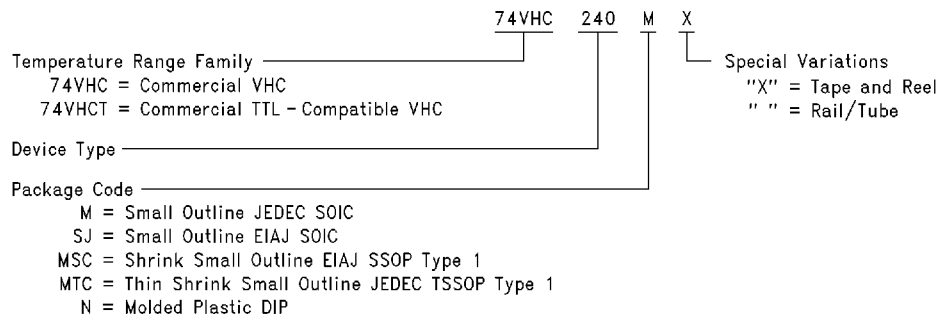 74VHC 240 M X
Temperature Range Family
74VHC = Commercial VHC
74VHCT = Commercial TTL-Compatible VHC
Special Variations
"X" = Tape and Reel
" " = Rail/Tube
Device Type
Package Code
M = Small Outline JEDEC SOIC
SJ = Small Outline EIAJ SOIC
MSC = Shrink Small Outline EIAJ SSOP Type 1
MTC = Thin Shrink Small Outline JEDEC TSSOP Type 1
N = Molded Plastic DIP